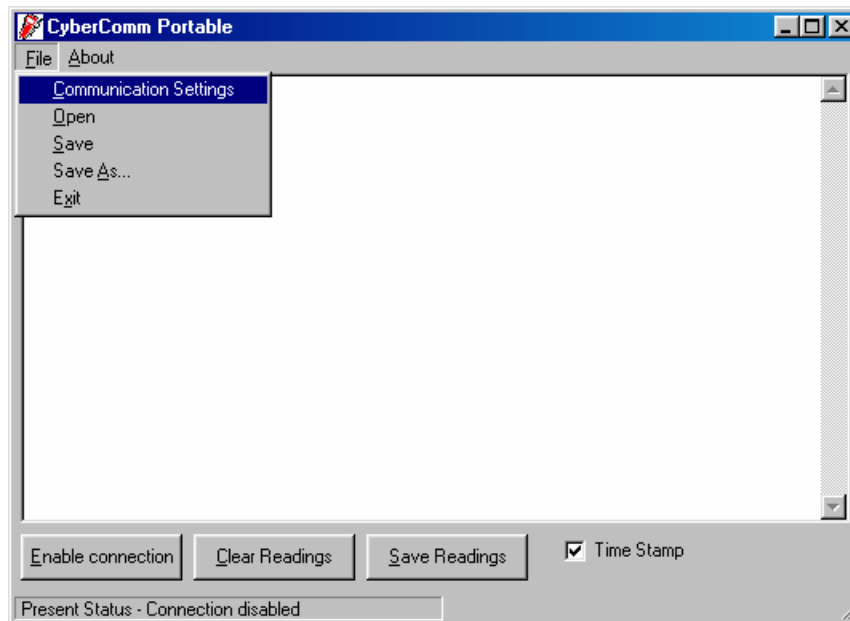 CyberComm Portable
File About
Communication Settings
Open
Save
Save As...
Exit
Enable connection Clear Readings Save Readings Time Stamp
Present Status - Connection disabled